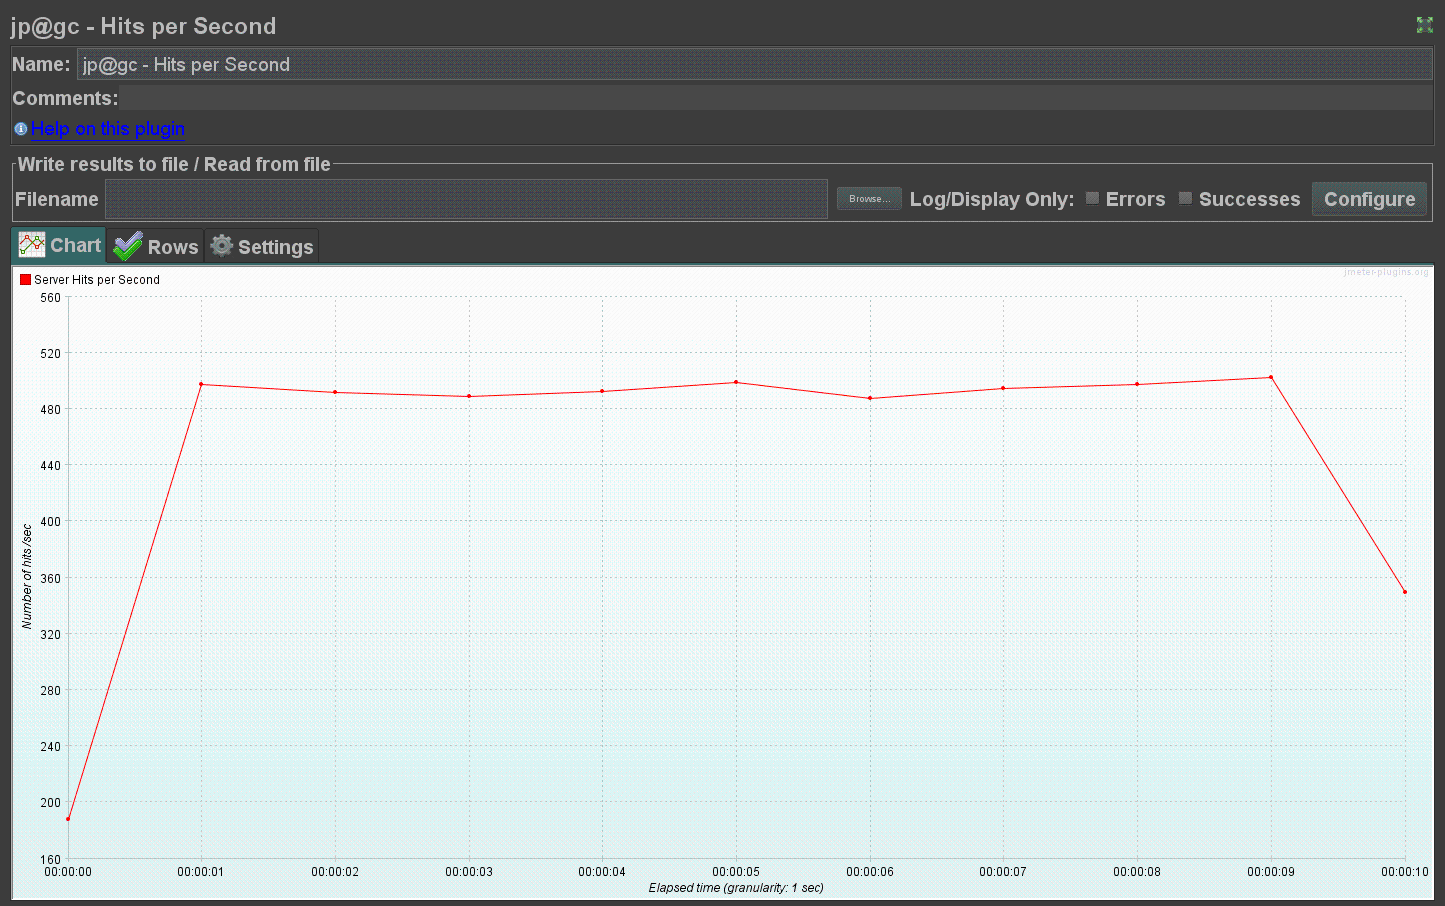 jp@gc - Hits per Second
Name: jp@gc - Hits per Second
Comments:
Help on this plugin
Write results to file / Read from file
Filename Browse... Log/Display Only: Errors Successes Configure
Chart Rows Settings
jmeter-plugins.org
Server Hits per Second
560
520
480
440
400
360
320
280
240
200
160
Number of hits /sec
00:00:00 00:00:01 00:00:02 00:00:03 00:00:04 00:00:05 00:00:06 00:00:07 00:00:08 00:00:09 00:00:10
Elapsed time (granularity: 1 sec)